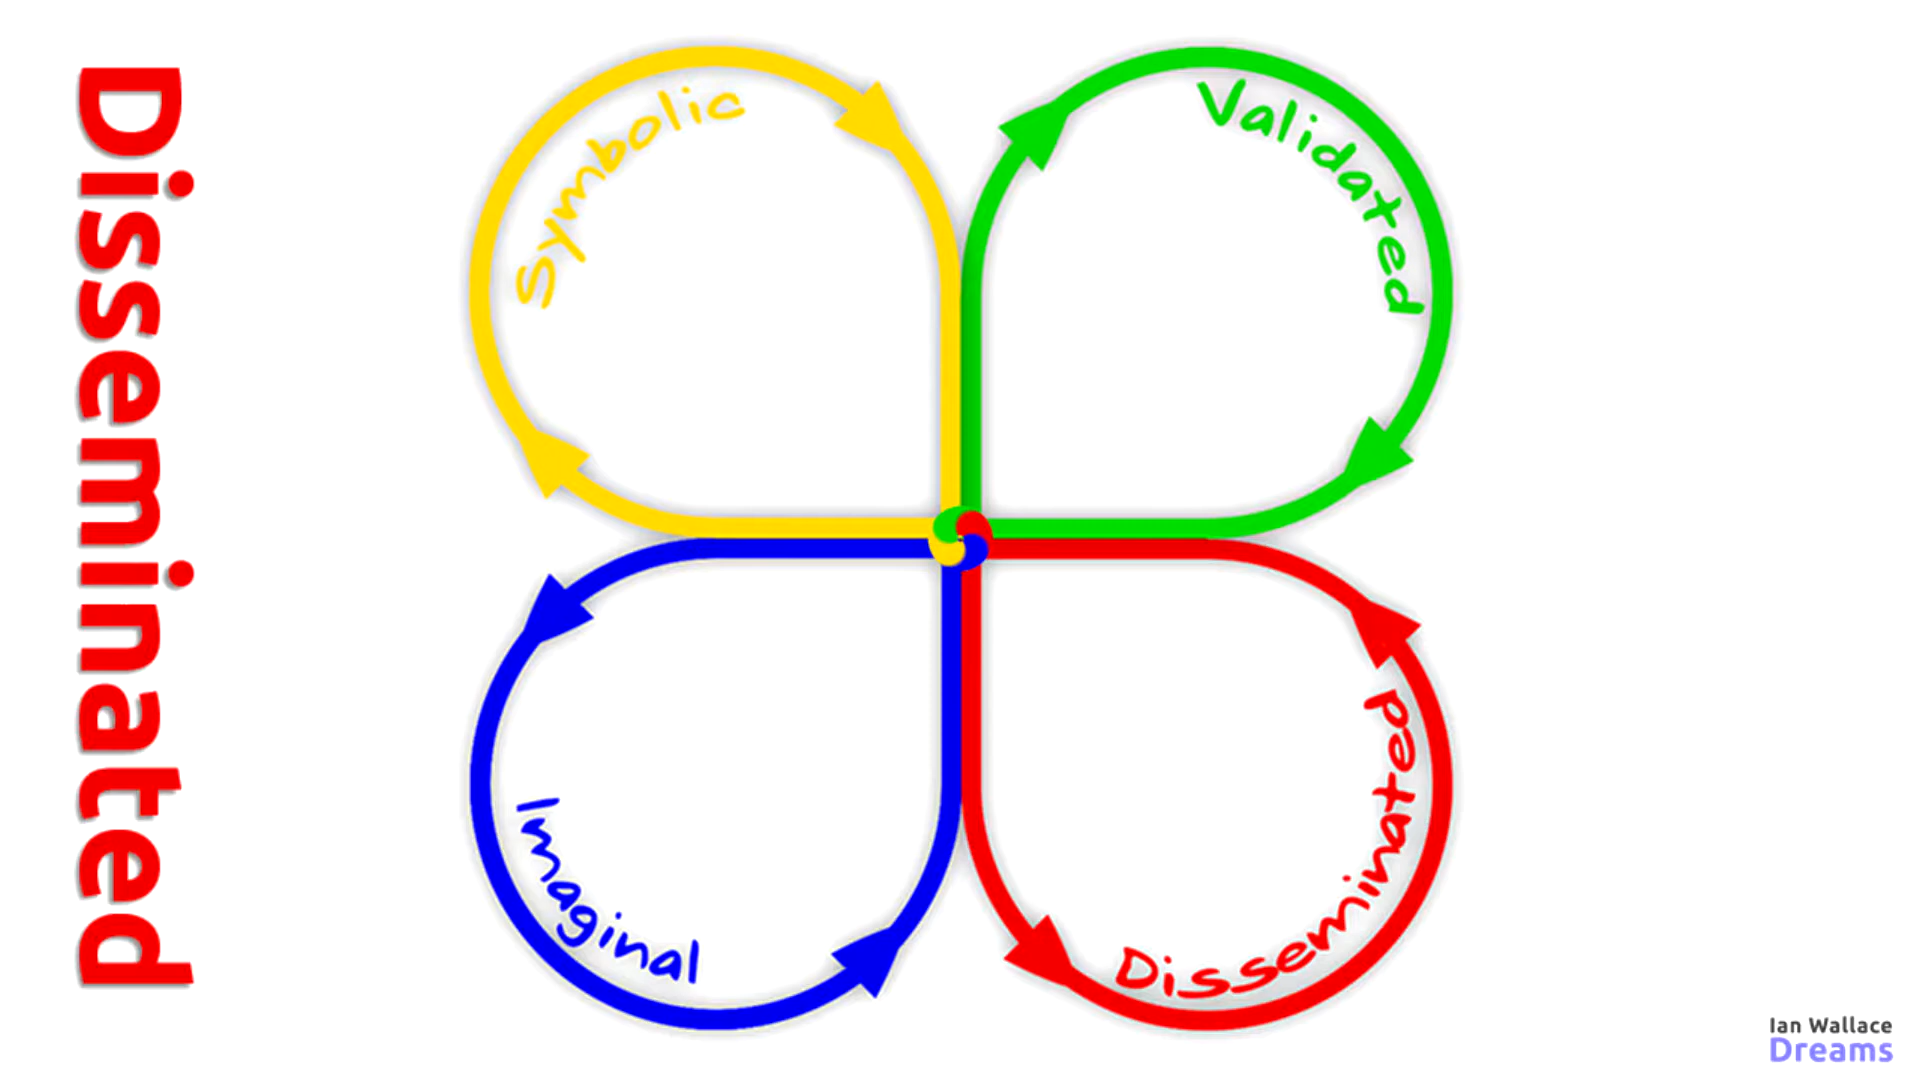 Disseminated
Symbolic
Validated
Imaginal
Disseminated
Ian Wallace
Dreams